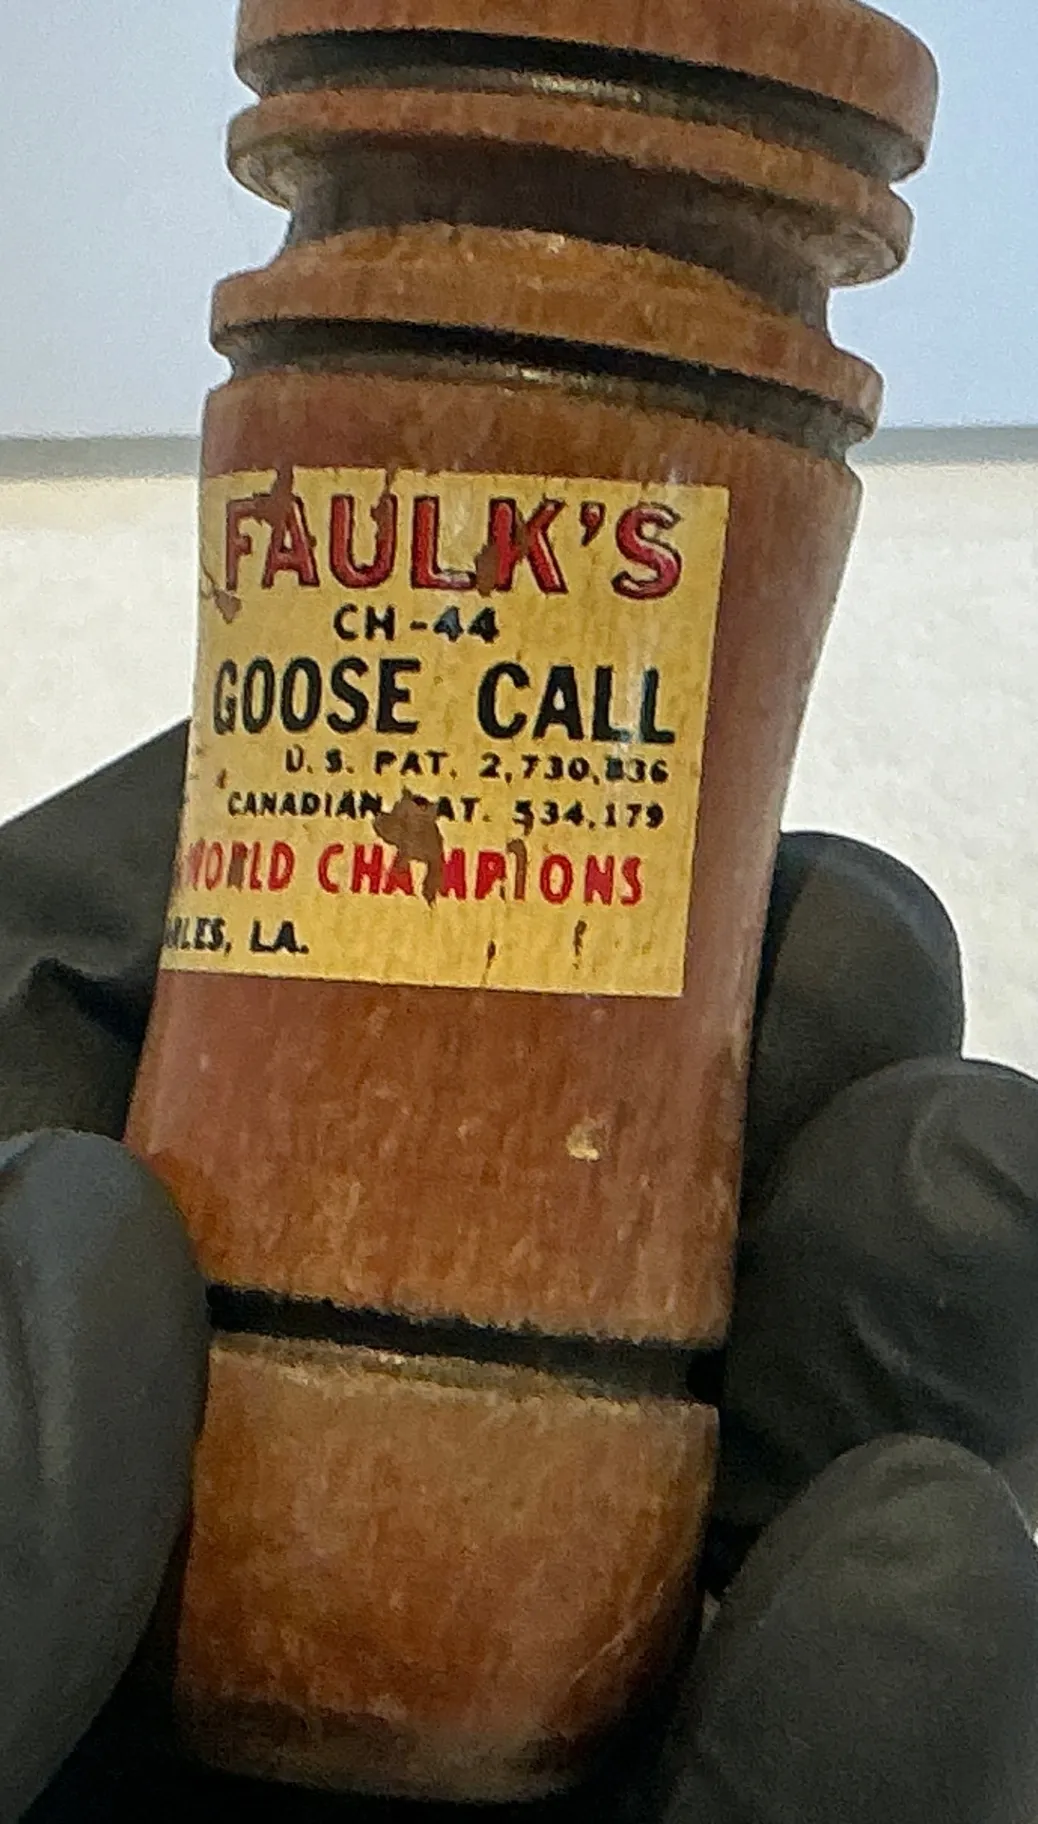 FAULK'S
CH-44
GOOSE CALL
U. S. PAT. 2,730,836
CANADIAN PAT. 534,179
WORLD CHAMPIONS
LA.